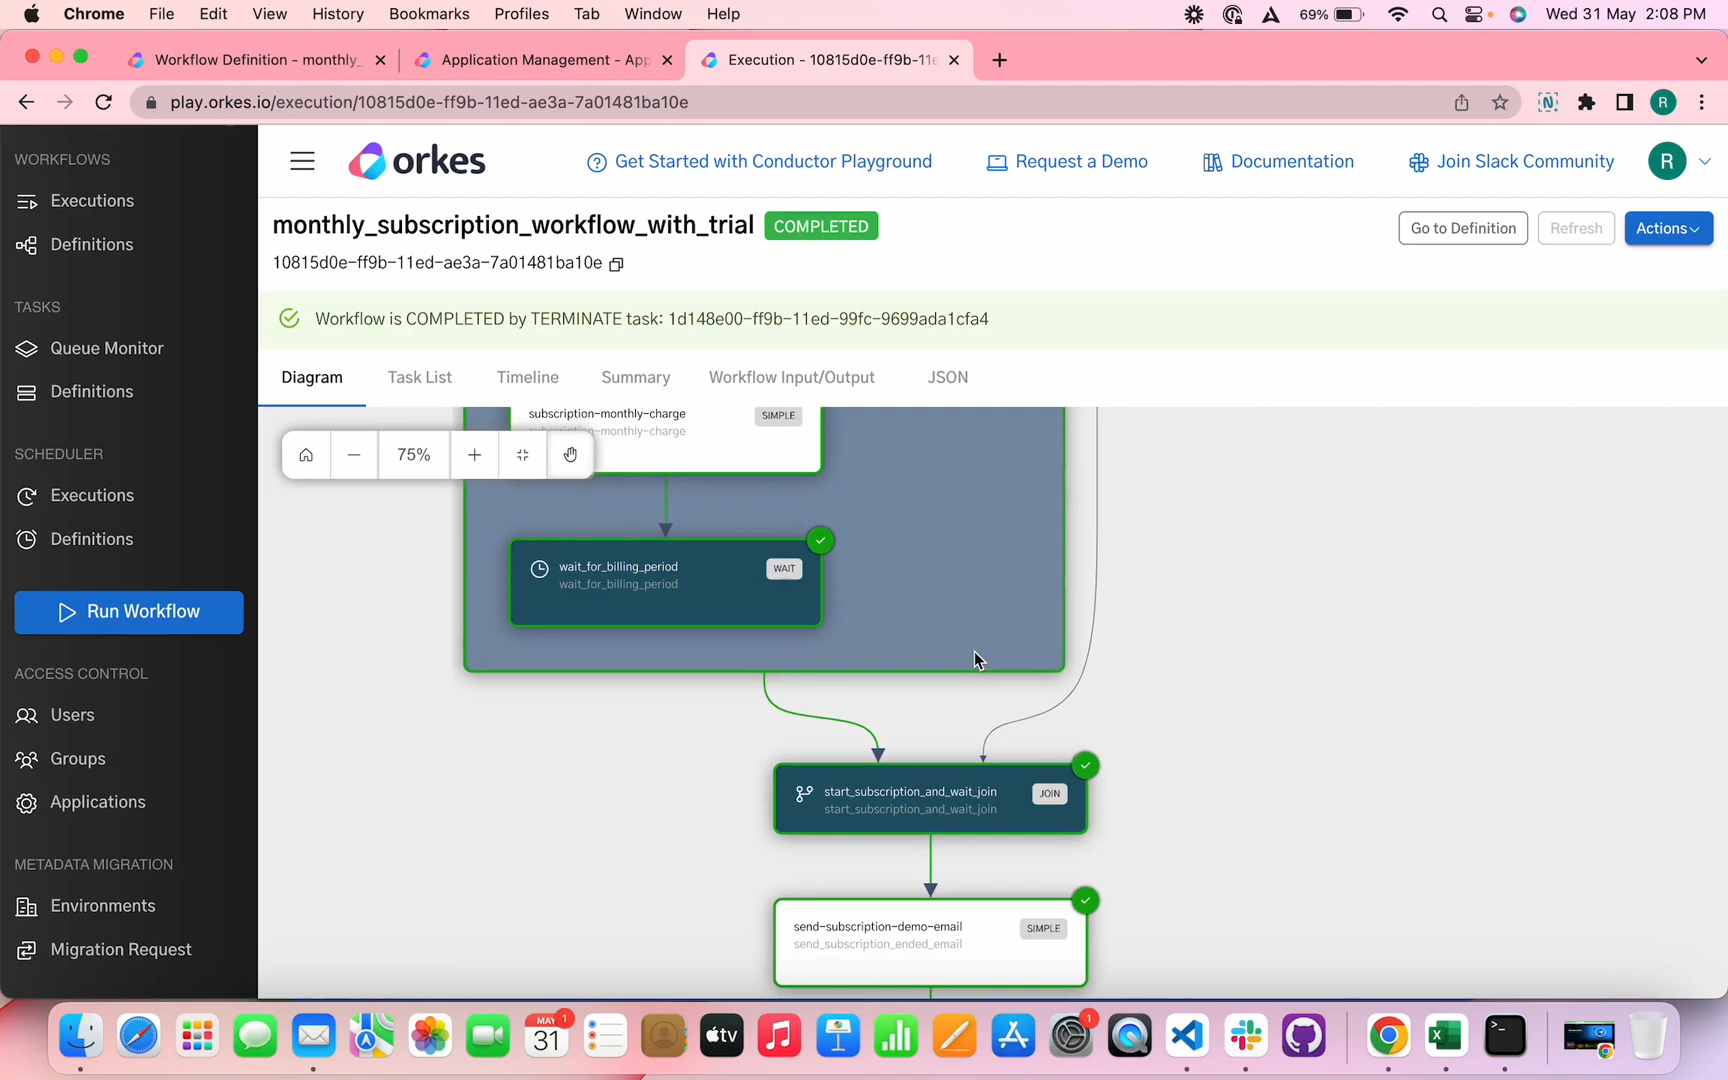 Chrome File Edit View History Bookmarks Profiles Tab Window Help 69% Wed 31 May 2:08 PM
Workflow Definition - monthly_
Application Management - App
Execution - 10815d0e-ff9b-11e
play.orkes.io/execution/10815d0e-ff9b-11ed-ae3a-7a01481ba10e
R
WORKFLOWS
Executions
Definitions
TASKS
Queue Monitor
Definitions
SCHEDULER
Executions
Definitions
Run Workflow
ACCESS CONTROL
Users
Groups
Applications
METADATA MIGRATION
Environments
Migration Request
orkes
Get Started with Conductor Playground
Request a Demo
Documentation
Join Slack Community
R
monthly_subscription_workflow_with_trial COMPLETED
Go to Definition
Refresh
Actions
10815d0e-ff9b-11ed-ae3a-7a01481ba10e
Workflow is COMPLETED by TERMINATE task: 1d148e00-ff9b-11ed-99fc-9699ada1cfa4
Diagram Task List Timeline Summary Workflow Input/Output JSON
subscription-monthly-charge SIMPLE
subscription-monthly-charge
75%
wait_for_billing_period WAIT
wait_for_billing_period
start_subscription_and_wait_join JOIN
start_subscription_and_wait_join
send-subscription-demo-email SIMPLE
send_subscription_ended_email
MAY
31
1
tv
1